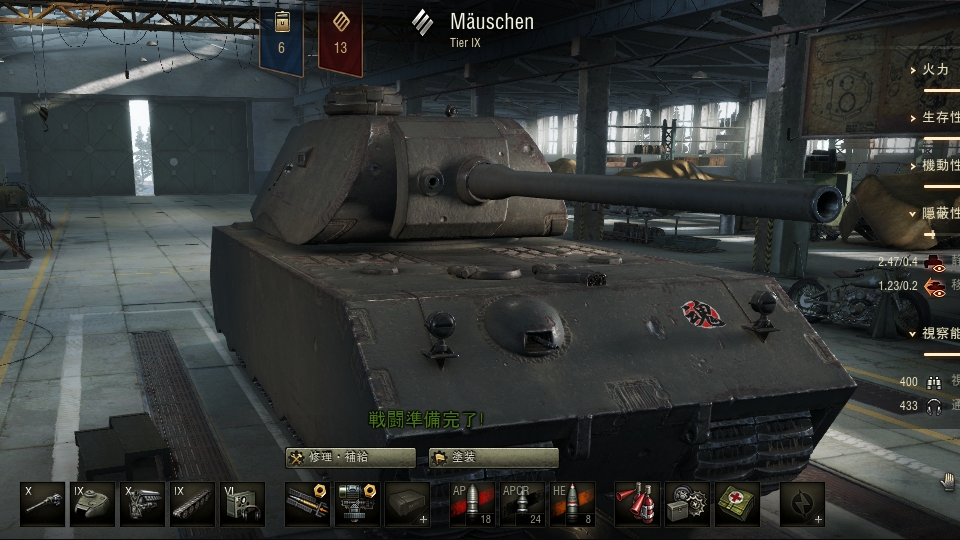 6
13
Mäuschen
Tier IX
火力
生存性
機動性
隠蔽性
2.47/0.4
1.23/0.2
視察能
400
433
魂
戦闘準備完了!
修理・補給
塗装
X
IX
X
IX
VI
AP 18
APCR 24
HE 8